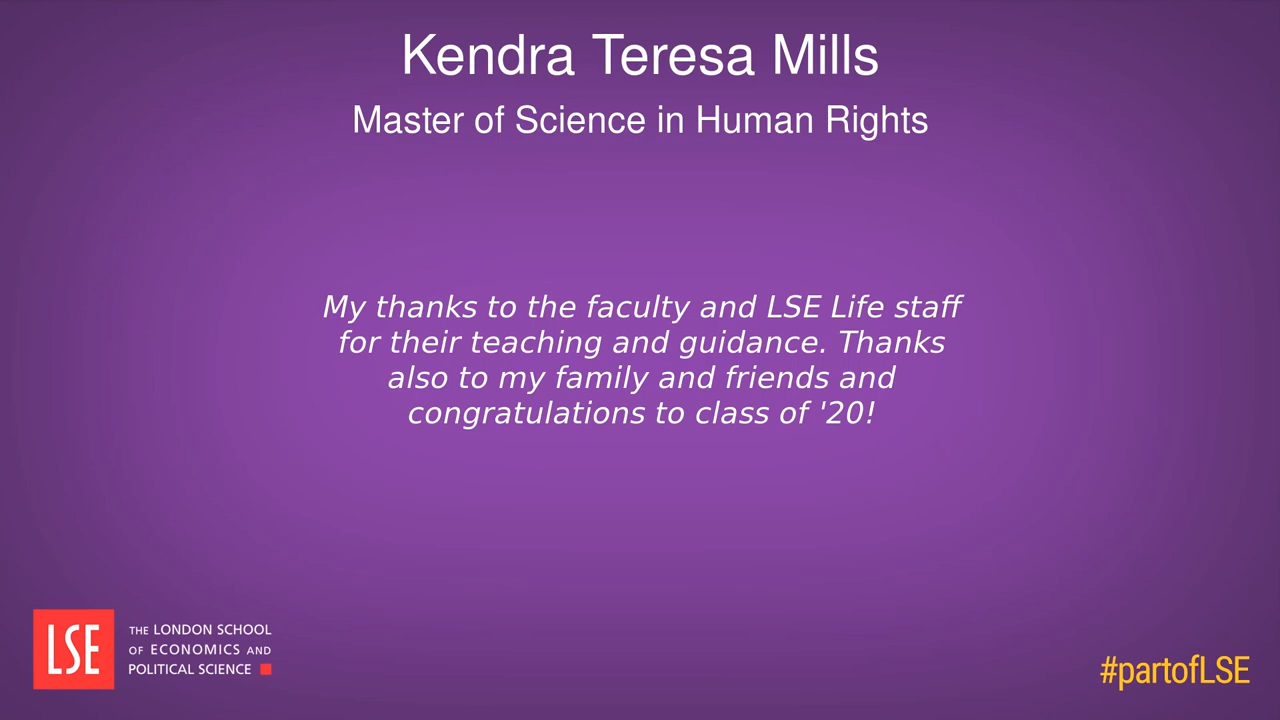 Kendra Teresa Mills
Master of Science in Human Rights
My thanks to the faculty and LSE Life staff
for their teaching and guidance. Thanks
also to my family and friends and
congratulations to class of '20!
LSE
THE LONDON SCHOOL
OF ECONOMICS AND
POLITICAL SCIENCE
#partofLSE